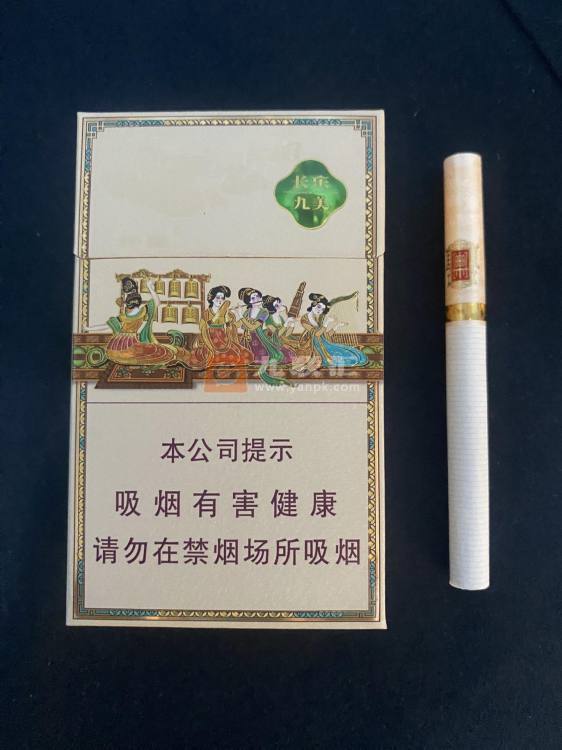 长乐
九美
本公司提示
吸烟有害健康
请勿在禁烟场所吸烟
www.yanpk.com